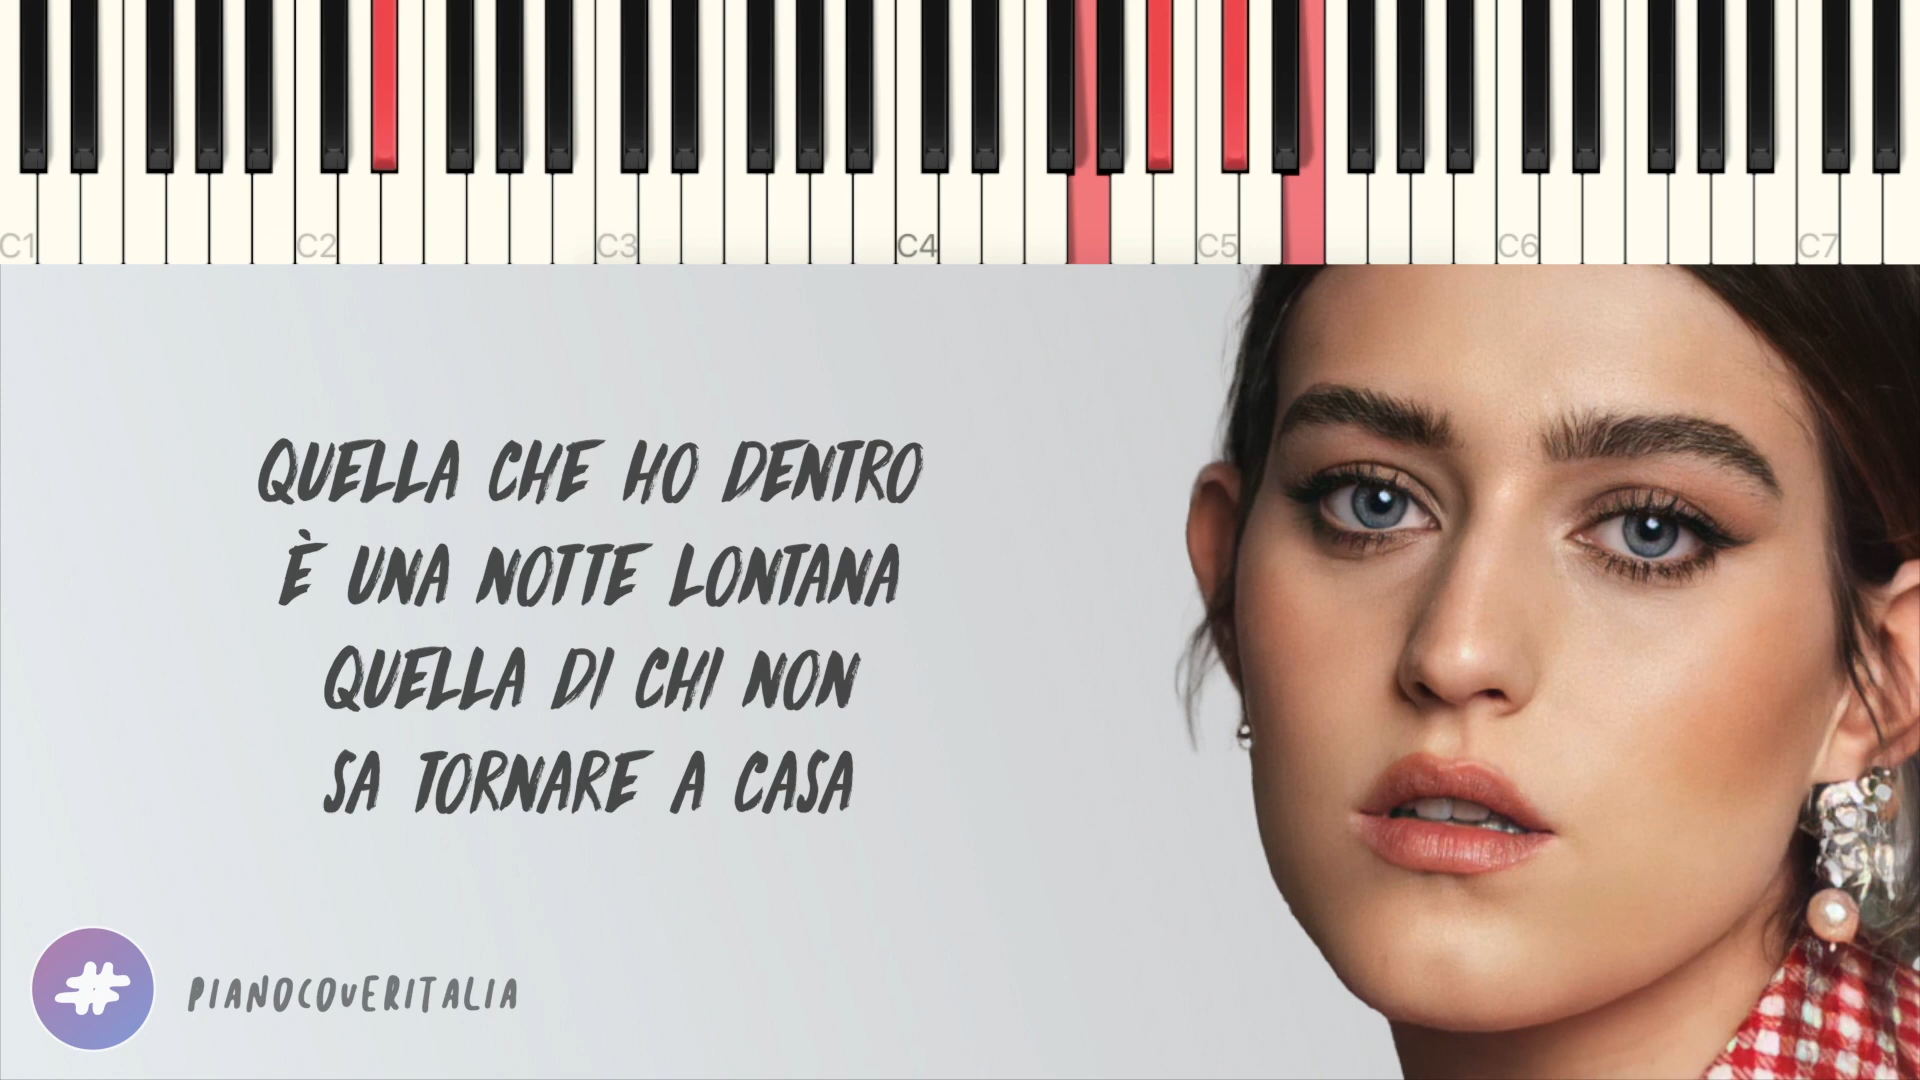 C1 C2 C3 C4 C5 C6 C7
QUELLA CHE HO DENTRO
È UNA NOTTE LONTANA
QUELLA DI CHI NON
SA TORNARE A CASA
# PIANOCOVERITALIA